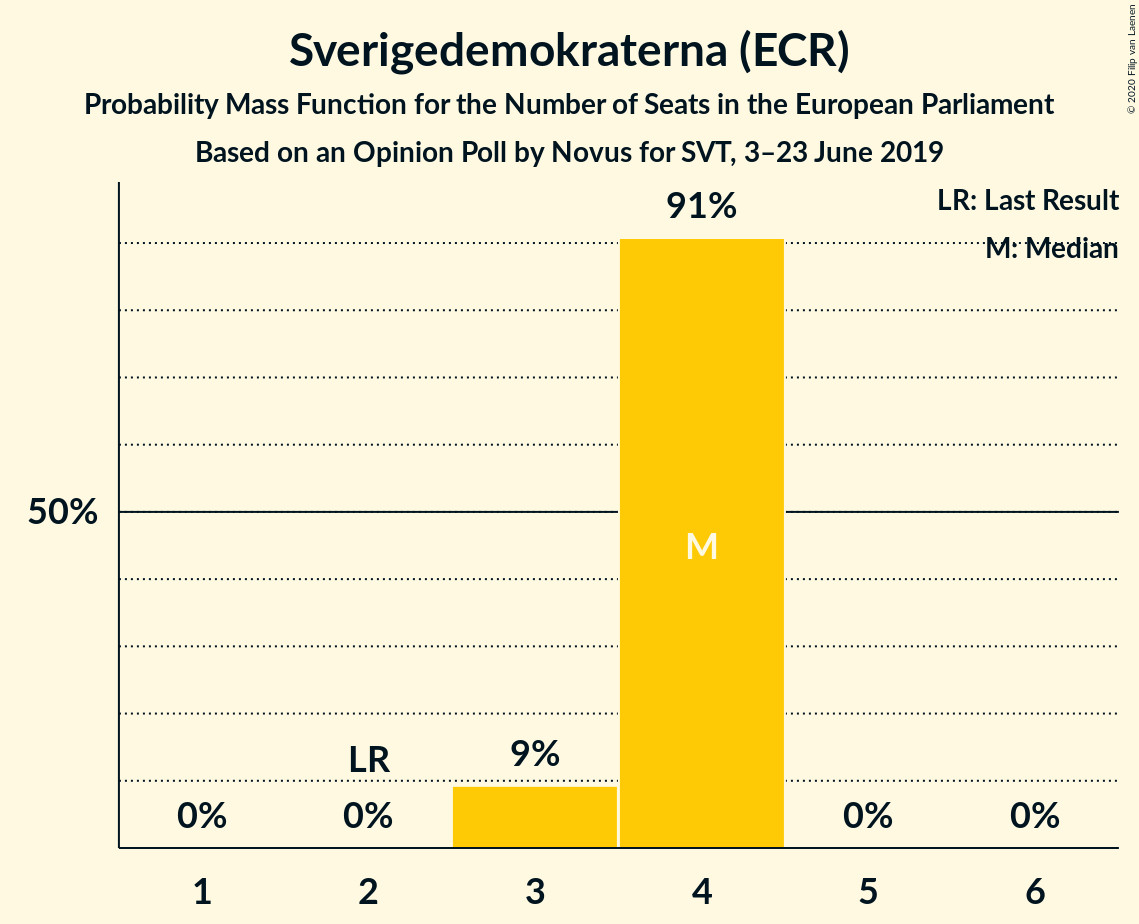 Sverigedemokraterna (ECR)
Probability Mass Function for the Number of Seats in the European Parliament
Based on an Opinion Poll by Novus for SVT, 3–23 June 2019
© 2020 Filip van Laenen
LR: Last Result
M: Median
91%
50%
M
LR
9%
0% 0% 0% 0%
1 2 3 4 5 6